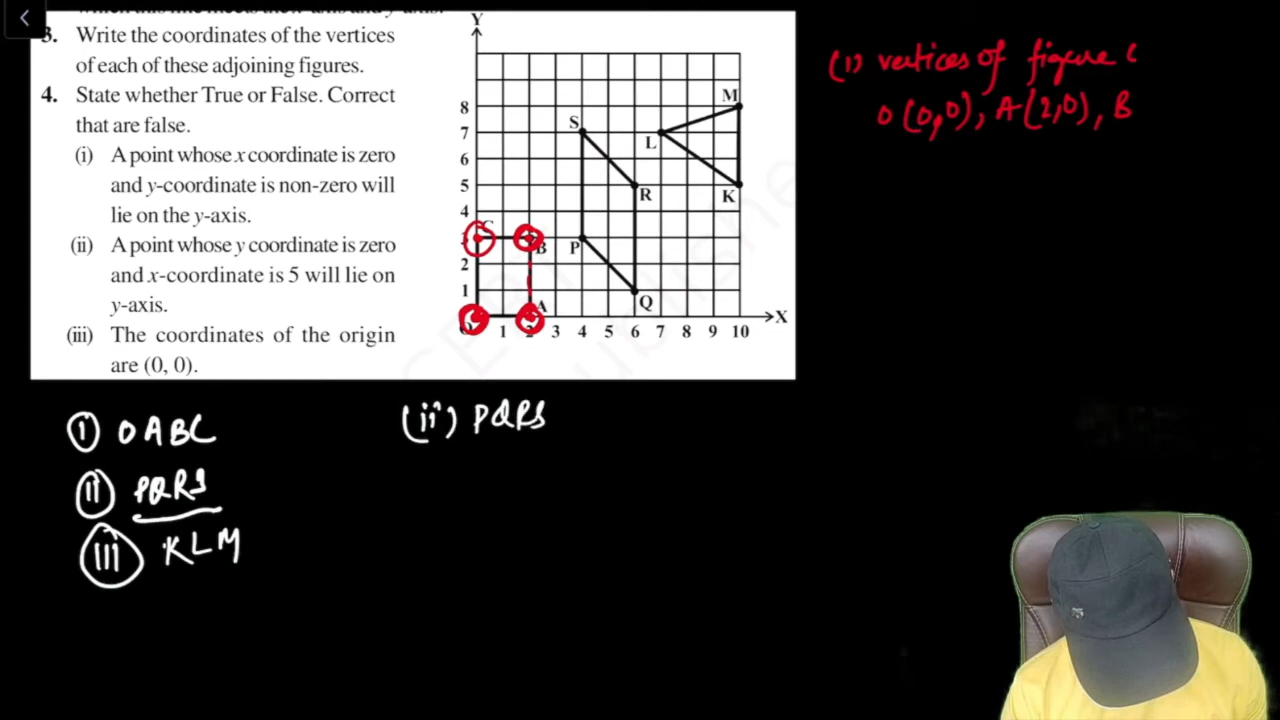 3. Write the coordinates of the vertices
of each of these adjoining figures.
4. State whether True or False. Correct
that are false.
(i) A point whose x coordinate is zero
and y-coordinate is non-zero will
lie on the y-axis.
(ii) A point whose y coordinate is zero
and x-coordinate is 5 will lie on
y-axis.
(iii) The coordinates of the origin
are (0, 0).
Y
8
7
6
5
4
3
2
1
O 1 2 3 4 5 6 7 8 9 10 X
S
M
L
R
K
C
B
P
A
Q
(i) vertices of figure
O (0,0), A(2,0), B
(i) OABC
(ii) PQRS
(iii) KLM
(ii) PQRS